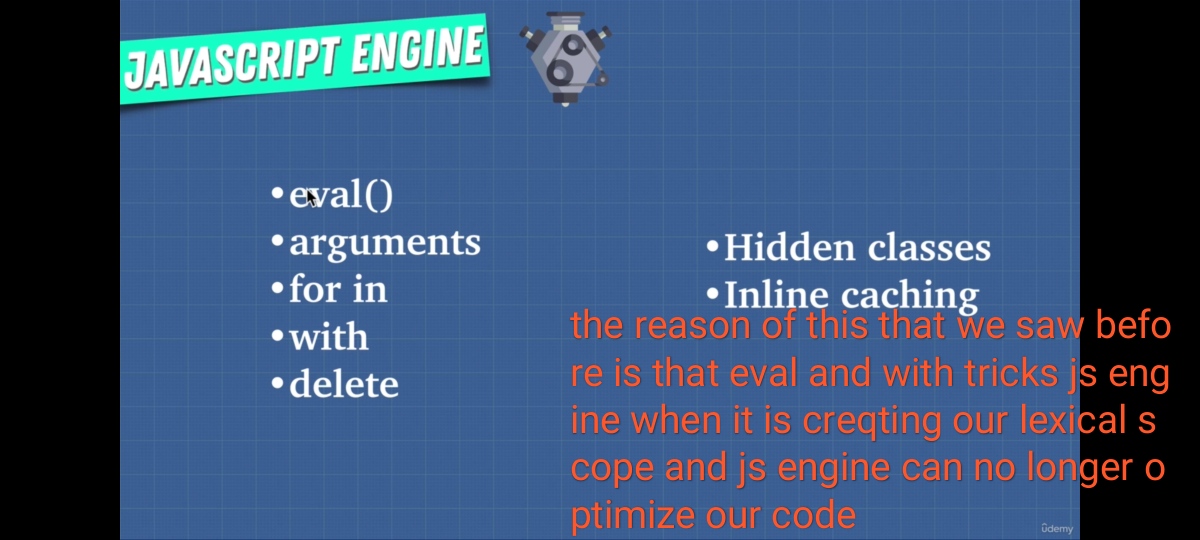 JAVASCRIPT ENGINE
•eval()
•arguments
•for in
•with
•delete
•Hidden classes
•Inline caching
the reason of this that we saw befo
re is that eval and with tricks js eng
ine when it is creqting our lexical s
cope and js engine can no longer o
ptimize our code
ûdemy